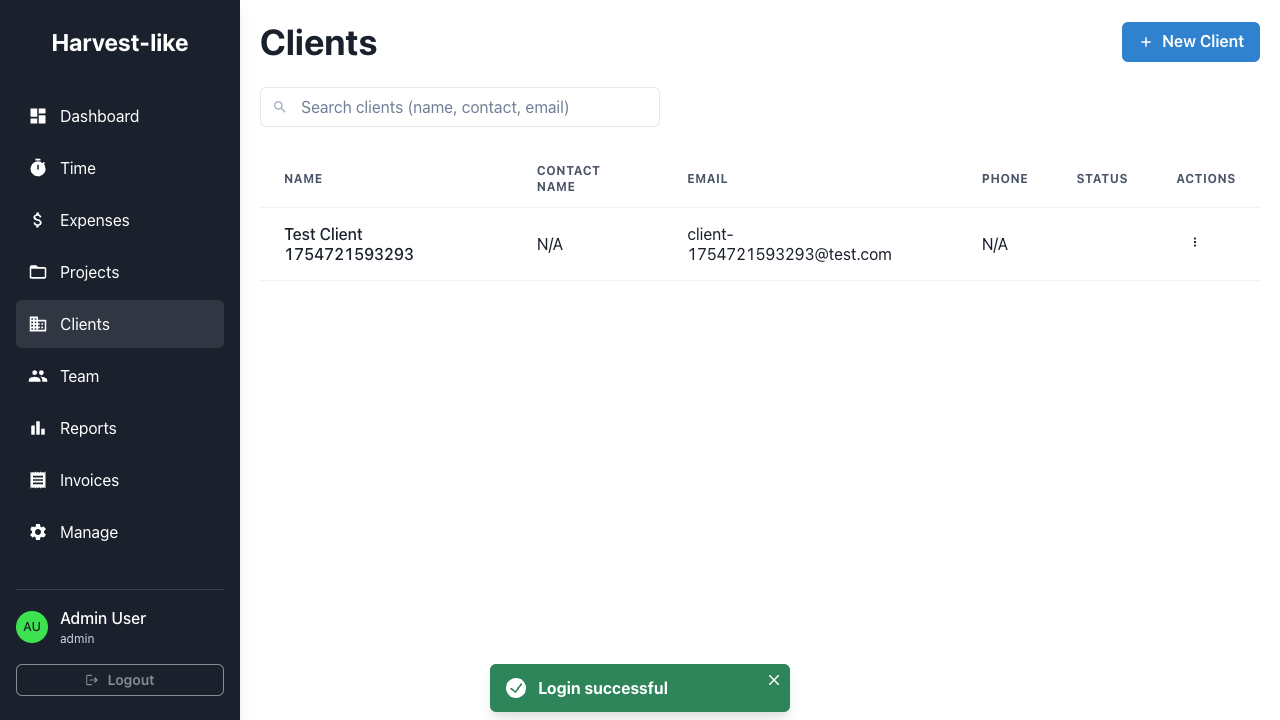 Harvest-like
Dashboard
Time
Expenses
Projects
Clients
Team
Reports
Invoices
Manage
AU
Admin User
admin
Logout
Clients
New Client
Search clients (name, contact, email)
NAME
CONTACT
NAME
EMAIL
PHONE
STATUS
ACTIONS
Test Client
1754721593293
N/A
client-
1754721593293@test.com
N/A
Login successful